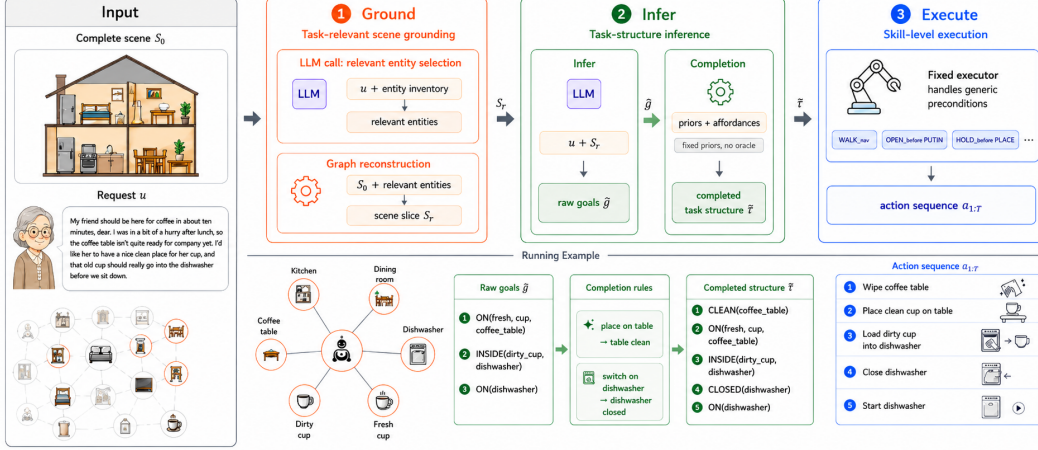 Input
Complete scene S₀
Request u
My friend should be here for coffee in about ten
minutes, dear. I was in a bit of a hurry after lunch, so
the coffee table isn't quite ready for company yet. I'd
like her to have a nice clean place for her cup, and
that old cup should really go into the dishwasher
before we sit down.
1 Ground
Task-relevant scene grounding
LLM call: relevant entity selection
LLM
u + entity inventory
relevant entities
Graph reconstruction
S₀ + relevant entities
scene slice Sᵣ
Sᵣ
2 Infer
Task-structure inference
Infer
LLM
u + Sᵣ
raw goals g̃
g̃
Completion
priors + affordances
fixed priors, no oracle
completed
task structure τ̃
τ̃
3 Execute
Skill-level execution
Fixed executor
handles generic
preconditions
WALK_nav
OPEN_before PUTIN
HOLD_before PLACE
...
action sequence a₁:T
Running Example
Kitchen
Dining
room
Coffee
table
Dishwasher
Dirty
cup
Fresh
cup
Raw goals g̃
1 ON(fresh, cup,
coffee_table)
2 INSIDE(dirty_cup,
dishwasher)
3 ON(dishwasher)
Completion rules
place on table
→ table clean
switch on
dishwasher
→ dishwasher
closed
Completed structure τ̃
1 CLEAN(coffee_table)
2 ON(fresh, cup,
coffee_table)
3 INSIDE(dirty_cup,
dishwasher)
4 CLOSED(dishwasher)
5 ON(dishwasher)
Action sequence a₁:T
1 Wipe coffee table
2 Place clean cup on table
3 Load dirty cup
into dishwasher
4 Close dishwasher
5 Start dishwasher